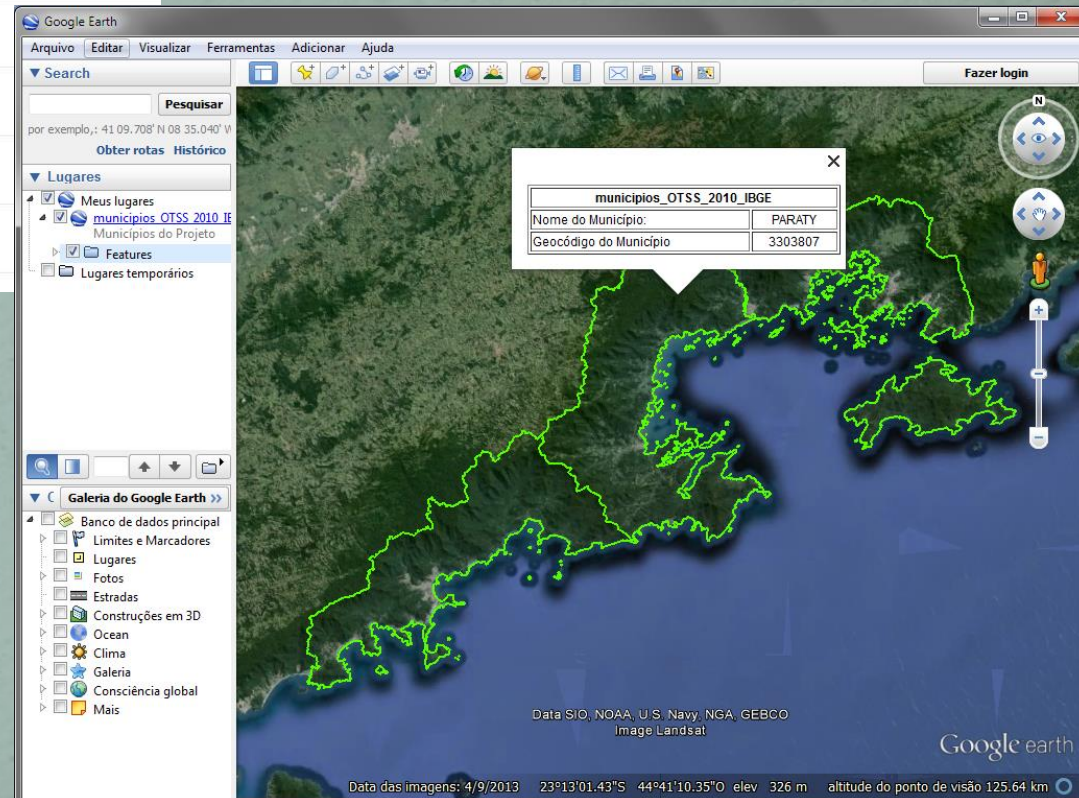 Google Earth
Arquivo Editar Visualizar Ferramentas Adicionar Ajuda
Search
Fazer login
Pesquisar
por exemplo,: 41 09.708' N 08 35.040' W
Obter rotas Histórico
Lugares
Meus lugares
municipios_OTSS_2010_IE
Municípios do Projeto
Features
Lugares temporários
Galeria do Google Earth >>
Banco de dados principal
Limites e Marcadores
Lugares
Fotos
Estradas
Construções em 3D
Ocean
Clima
Galeria
Consciência global
Mais
N
municipios_OTSS_2010_IBGE
Nome do Município: PARATY
Geocódigo do Município 3303807
Data SIO, NOAA, U.S. Navy, NGA, GEBCO
Image Landsat
Google earth
Data das imagens: 4/9/2013 23°13'01.43"S 44°41'10.35"O elev 326 m altitude do ponto de visão 125.64 km